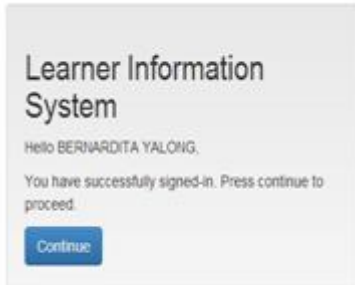 Learner Information
System
Hello BERNARDITA YALONG,
You have successfully signed-in. Press continue to
proceed.
Continue